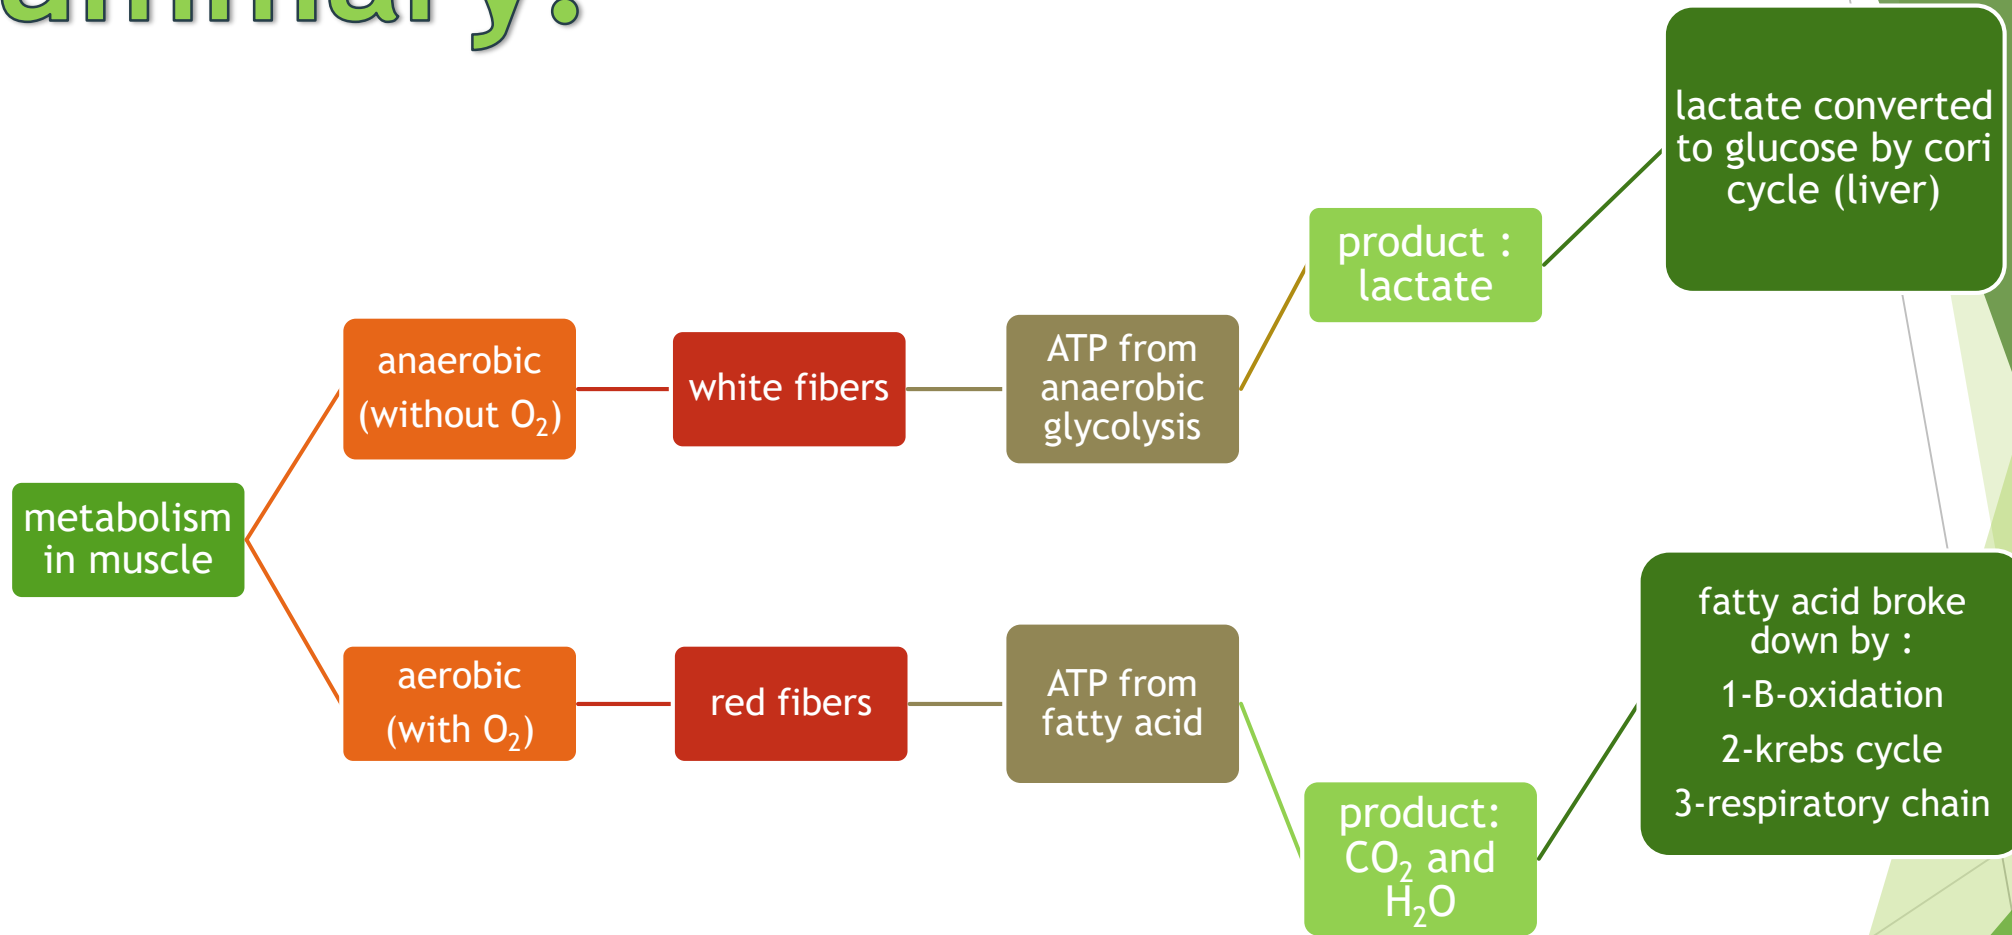 metabolism
in muscle
anaerobic
(without O₂)
white fibers
ATP from
anaerobic
glycolysis
product :
lactate
lactate converted
to glucose by cori
cycle (liver)
aerobic
(with O₂)
red fibers
ATP from
fatty acid
product:
CO₂ and
H₂O
fatty acid broke
down by :
1-B-oxidation
2-krebs cycle
3-respiratory chain